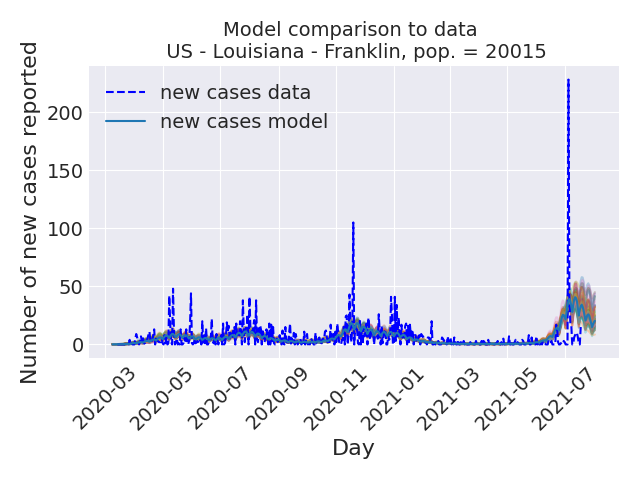 Model comparison to data
US - Louisiana - Franklin, pop. = 20015
new cases data
new cases model
Number of new cases reported
200
150
100
50
0
2020-03
2020-05
2020-07
2020-09
2020-11
2021-01
2021-03
2021-05
2021-07
Day